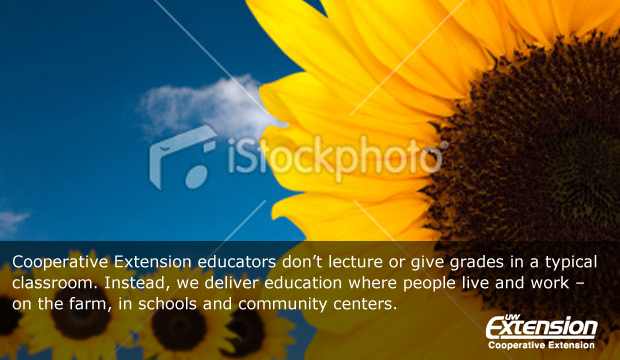 iStockphoto
Cooperative Extension educators don’t lecture or give grades in a typical
classroom. Instead, we deliver education where people live and work –
on the farm, in schools and community centers.
UW
Extension
Cooperative Extension